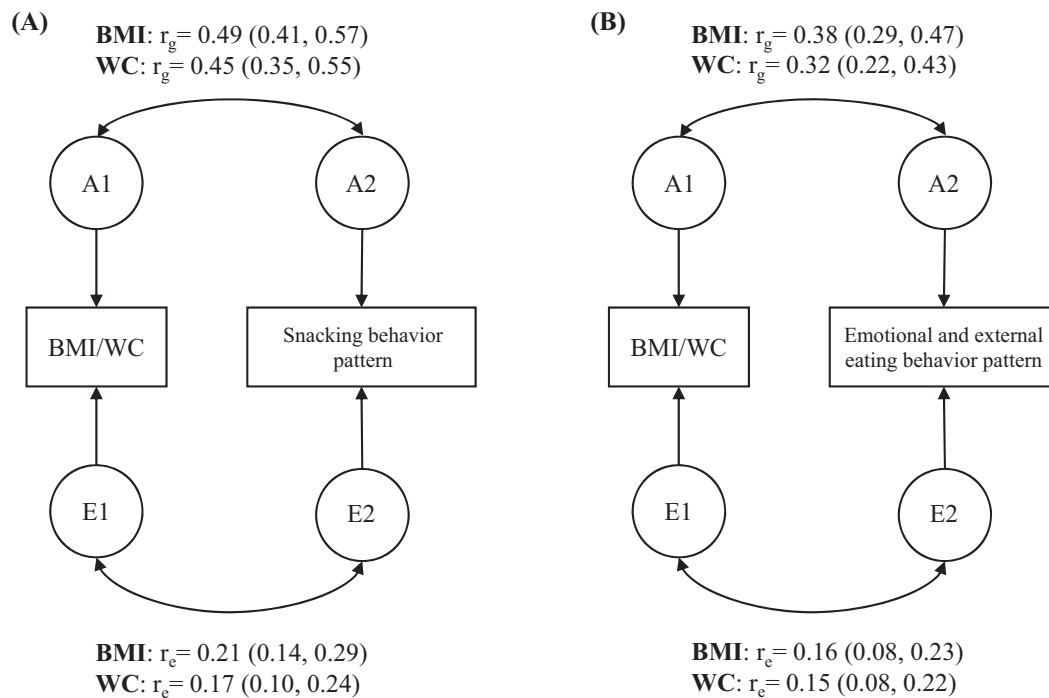 (A)
BMI: rg= 0.49 (0.41, 0.57)
WC: rg= 0.45 (0.35, 0.55)
A1
A2
BMI/WC
Snacking behavior
pattern
E1
E2
BMI: re= 0.21 (0.14, 0.29)
WC: re= 0.17 (0.10, 0.24)
(B)
BMI: rg= 0.38 (0.29, 0.47)
WC: rg= 0.32 (0.22, 0.43)
A1
A2
BMI/WC
Emotional and external
eating behavior pattern
E1
E2
BMI: re= 0.16 (0.08, 0.23)
WC: re= 0.15 (0.08, 0.22)